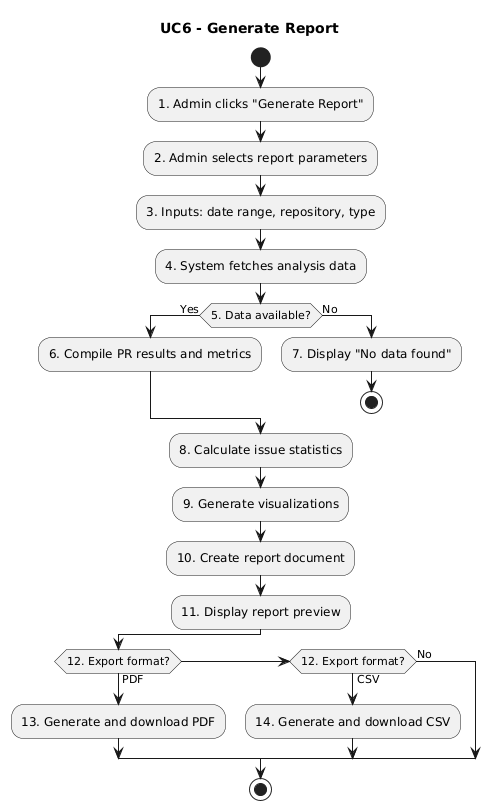 UC6 - Generate Report
1. Admin clicks "Generate Report"
2. Admin selects report parameters
3. Inputs: date range, repository, type
4. System fetches analysis data
Yes
5. Data available?
No
6. Compile PR results and metrics
7. Display "No data found"
8. Calculate issue statistics
9. Generate visualizations
10. Create report document
11. Display report preview
12. Export format?
12. Export format?
No
PDF
CSV
13. Generate and download PDF
14. Generate and download CSV